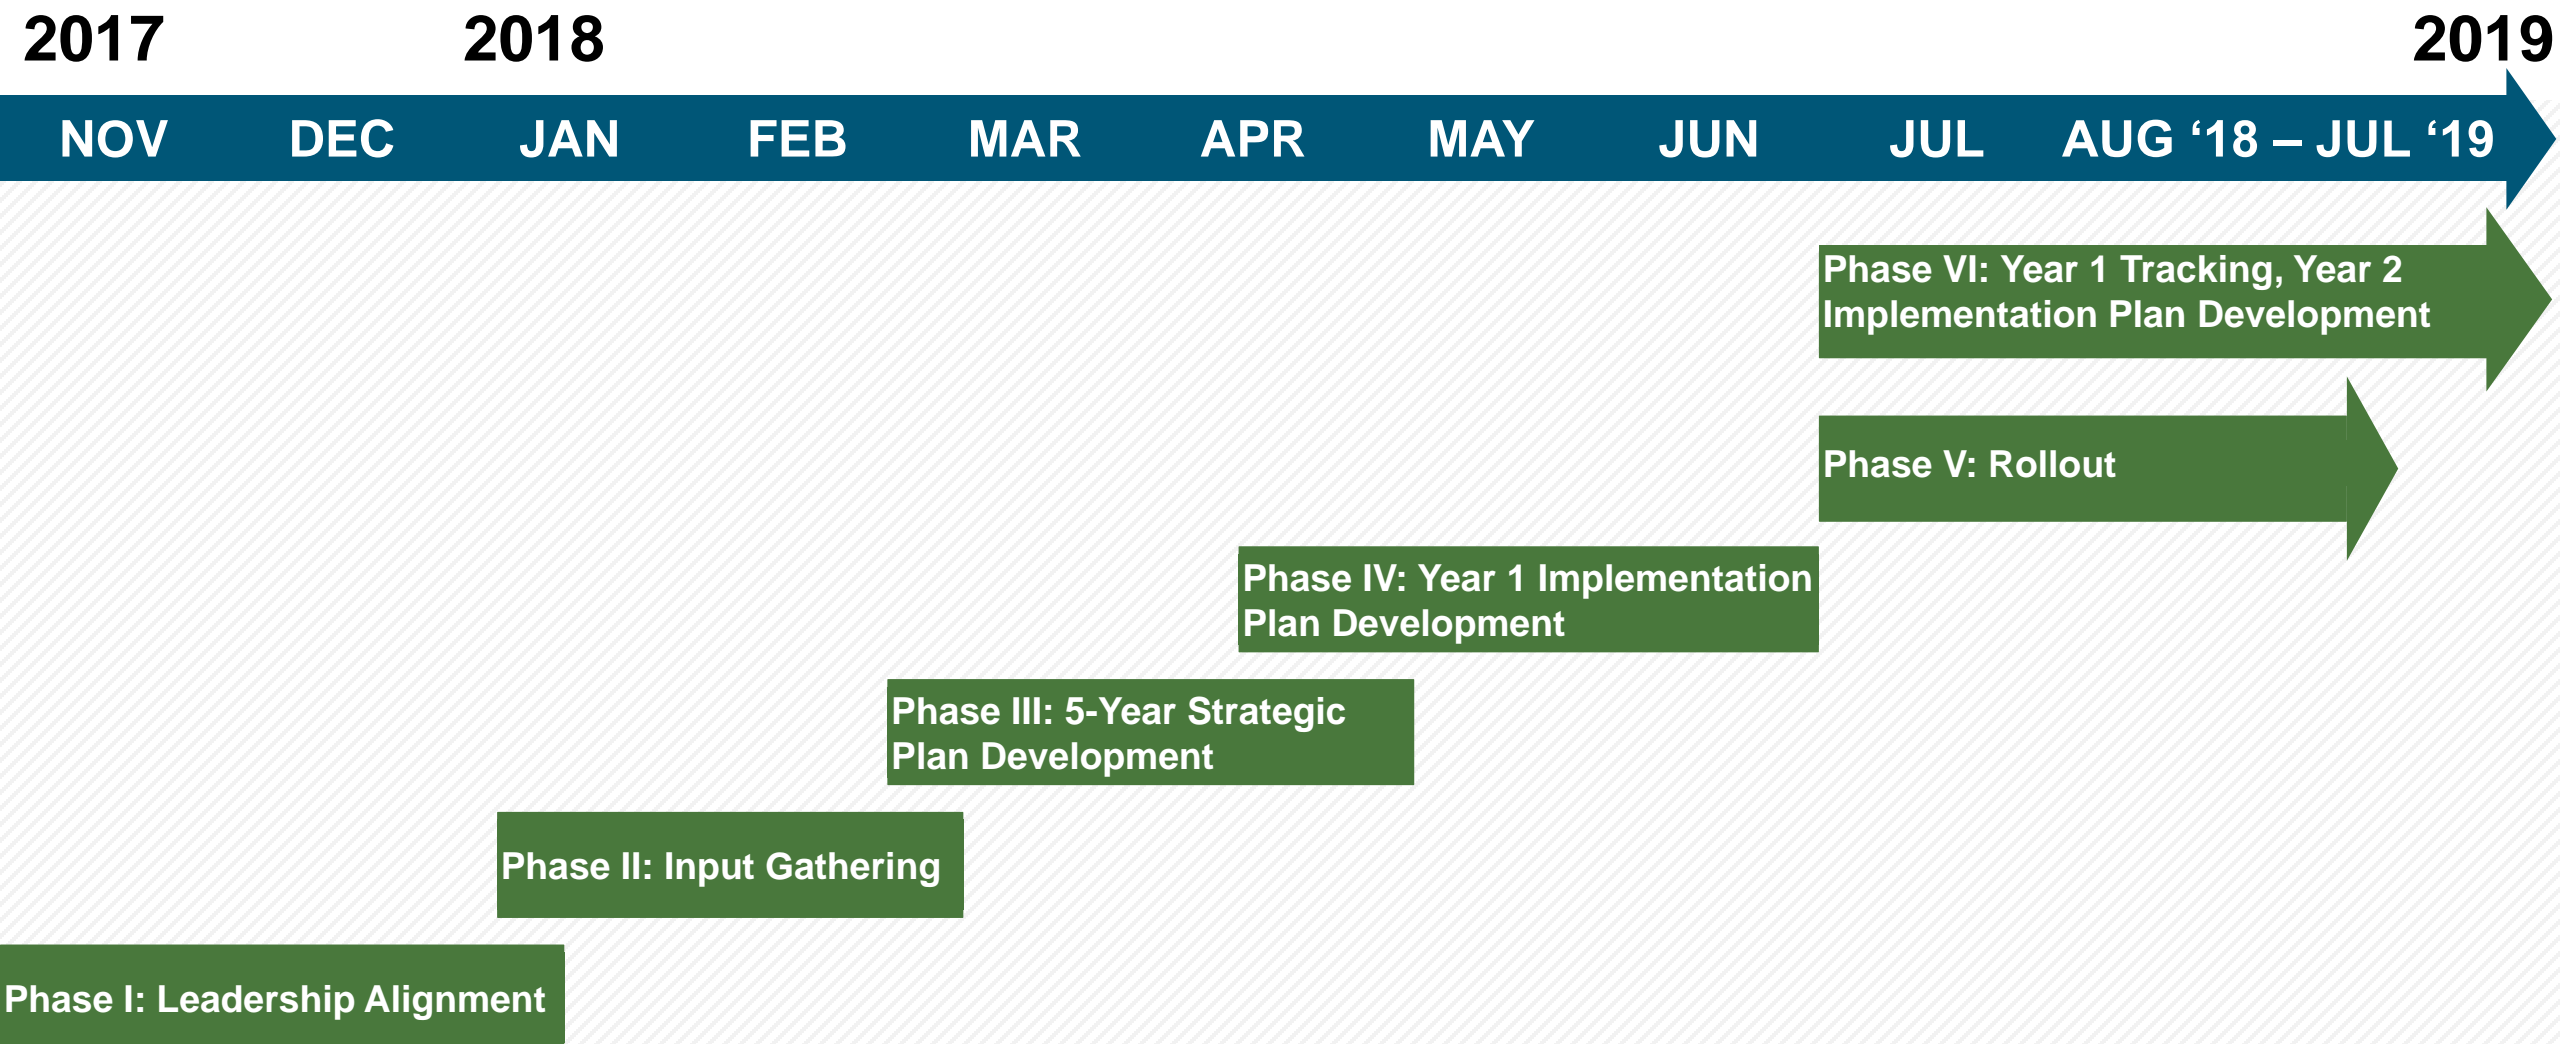 2017 2018 2019
NOV DEC JAN FEB MAR APR MAY JUN JUL AUG ‘18 – JUL ‘19
Phase VI: Year 1 Tracking, Year 2
Implementation Plan Development
Phase V: Rollout
Phase IV: Year 1 Implementation
Plan Development
Phase III: 5-Year Strategic
Plan Development
Phase II: Input Gathering
Phase I: Leadership Alignment